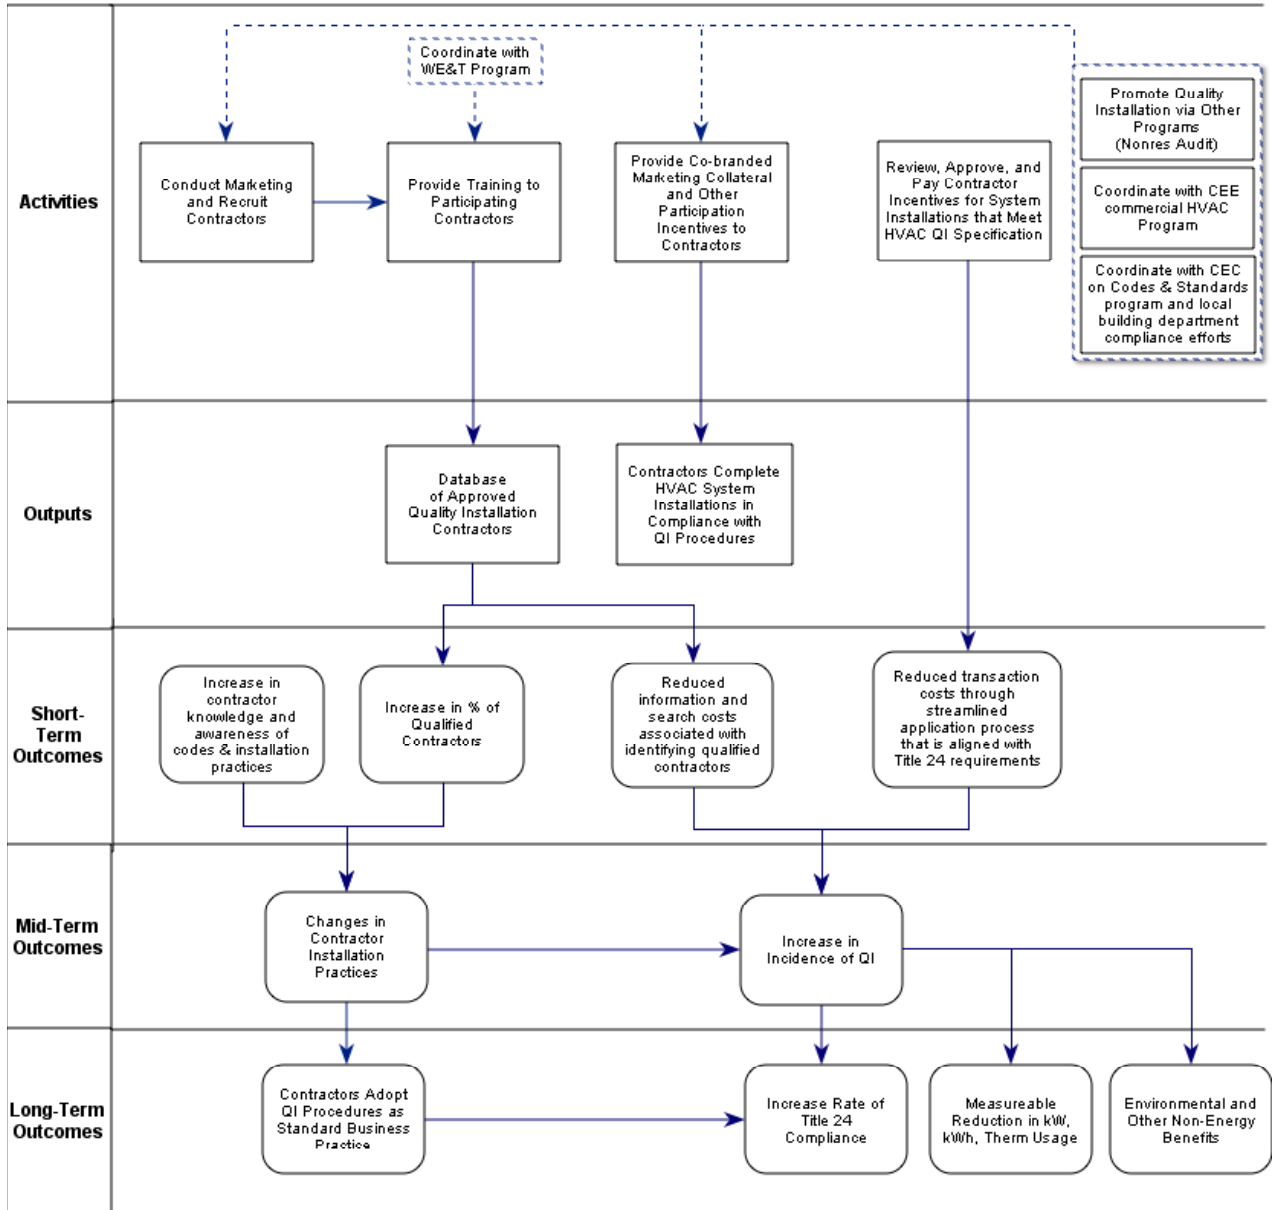 Activities
Coordinate with
WE&T Program
Conduct Marketing
and Recruit
Contractors
Provide Training to
Participating
Contractors
Provide Co-branded
Marketing Collateral
and Other
Participation
Incentives to
Contractors
Review, Approve, and
Pay Contractor
Incentives for System
Installations that Meet
HVAC QI Specification
Promote Quality
Installation via Other
Programs
(Nonres Audit)
Coordinate with CEE
commercial HVAC
Program
Coordinate with CEC
on Codes & Standards
program and local
building department
compliance efforts
Outputs
Database
of Approved
Quality Installation
Contractors
Contractors Complete
HVAC System
Installations in
Compliance with
QI Procedures
Short-
Term
Outcomes
Increase in
contractor
knowledge and
awareness of
codes & installation
practices
Increase in % of
Qualified
Contractors
Reduced
information and
search costs
associated with
identifying qualified
contractors
Reduced transaction
costs through
streamlined
application process
that is aligned with
Title 24 requirements
Mid-Term
Outcomes
Changes in
Contractor
Installation
Practices
Increase in
Incidence of QI
Long-Term
Outcomes
Contractors Adopt
QI Procedures as
Standard Business
Practice
Increase Rate of
Title 24
Compliance
Measureable
Reduction in kW,
kWh, Therm Usage
Environmental and
Other Non-Energy
Benefits